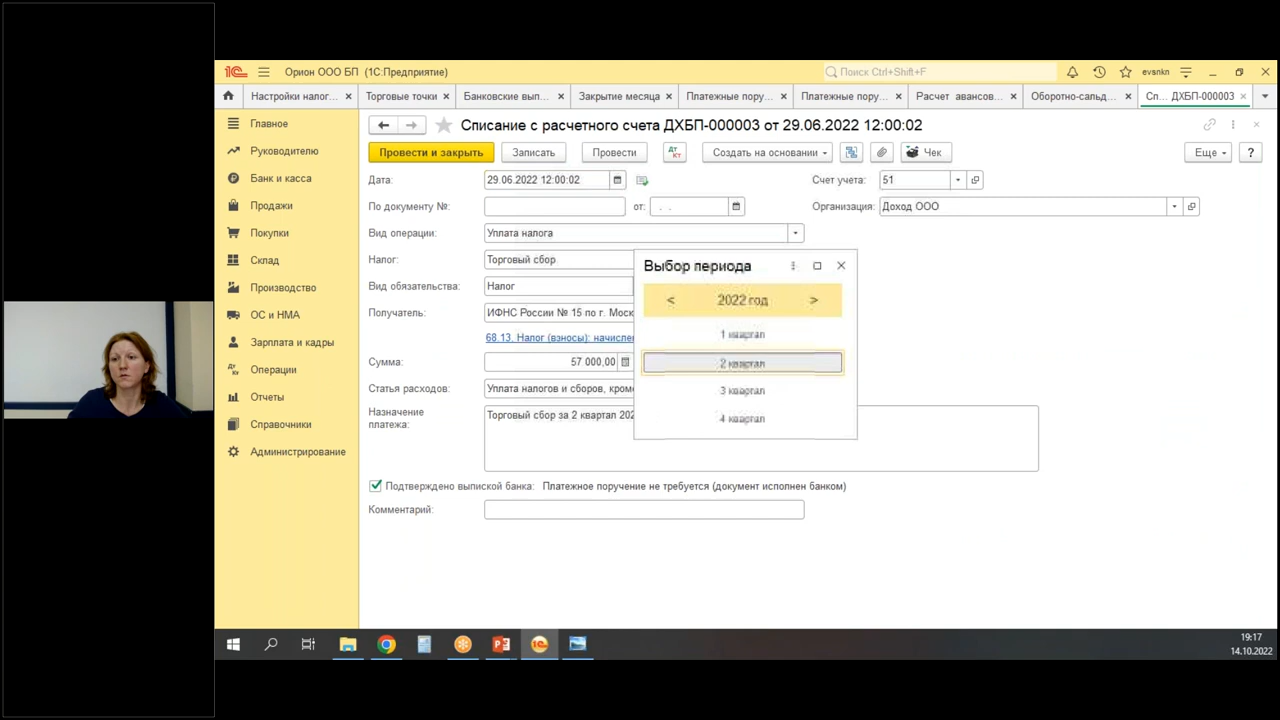 1С Орион ООО БП (1С:Предприятие) Поиск Ctrl+Shift+F evsnkn
Настройки налог... Торговые точки Банковские вып... Закрытие месяца Платежные пору... Платежные пору... Расчет авансов... Оборотно-сальд... Сп... ДХБП-000003
Главное
Руководителю
Банк и касса
Продажи
Покупки
Склад
Производство
ОС и НМА
Зарплата и кадры
Операции
Отчеты
Справочники
Администрирование
Списание с расчетного счета ДХБП-000003 от 29.06.2022 12:00:02
Провести и закрыть Записать Провести Дт Кт Создать на основании Чек Еще ?
Дата: 29.06.2022 12:00:02 Счет учета: 51
По документу №: от: . . Организация: Доход ООО
Вид операции: Уплата налога
Налог: Торговый сбор
Вид обязательства: Налог
Получатель: ИФНС России № 15 по г. Моск
68.13, Налог (взносы): начислен
Сумма: 57 000,00
Статья расходов: Уплата налогов и сборов, кром
Назначение платежа: Торговый сбор за 2 квартал 202
Подтверждено выпиской банка: Платежное поручение не требуется (документ исполнен банком)
Комментарий:
Выбор периода
< 2022 год >
1 квартал
2 квартал
3 квартал
4 квартал
19:17
14.10.2022